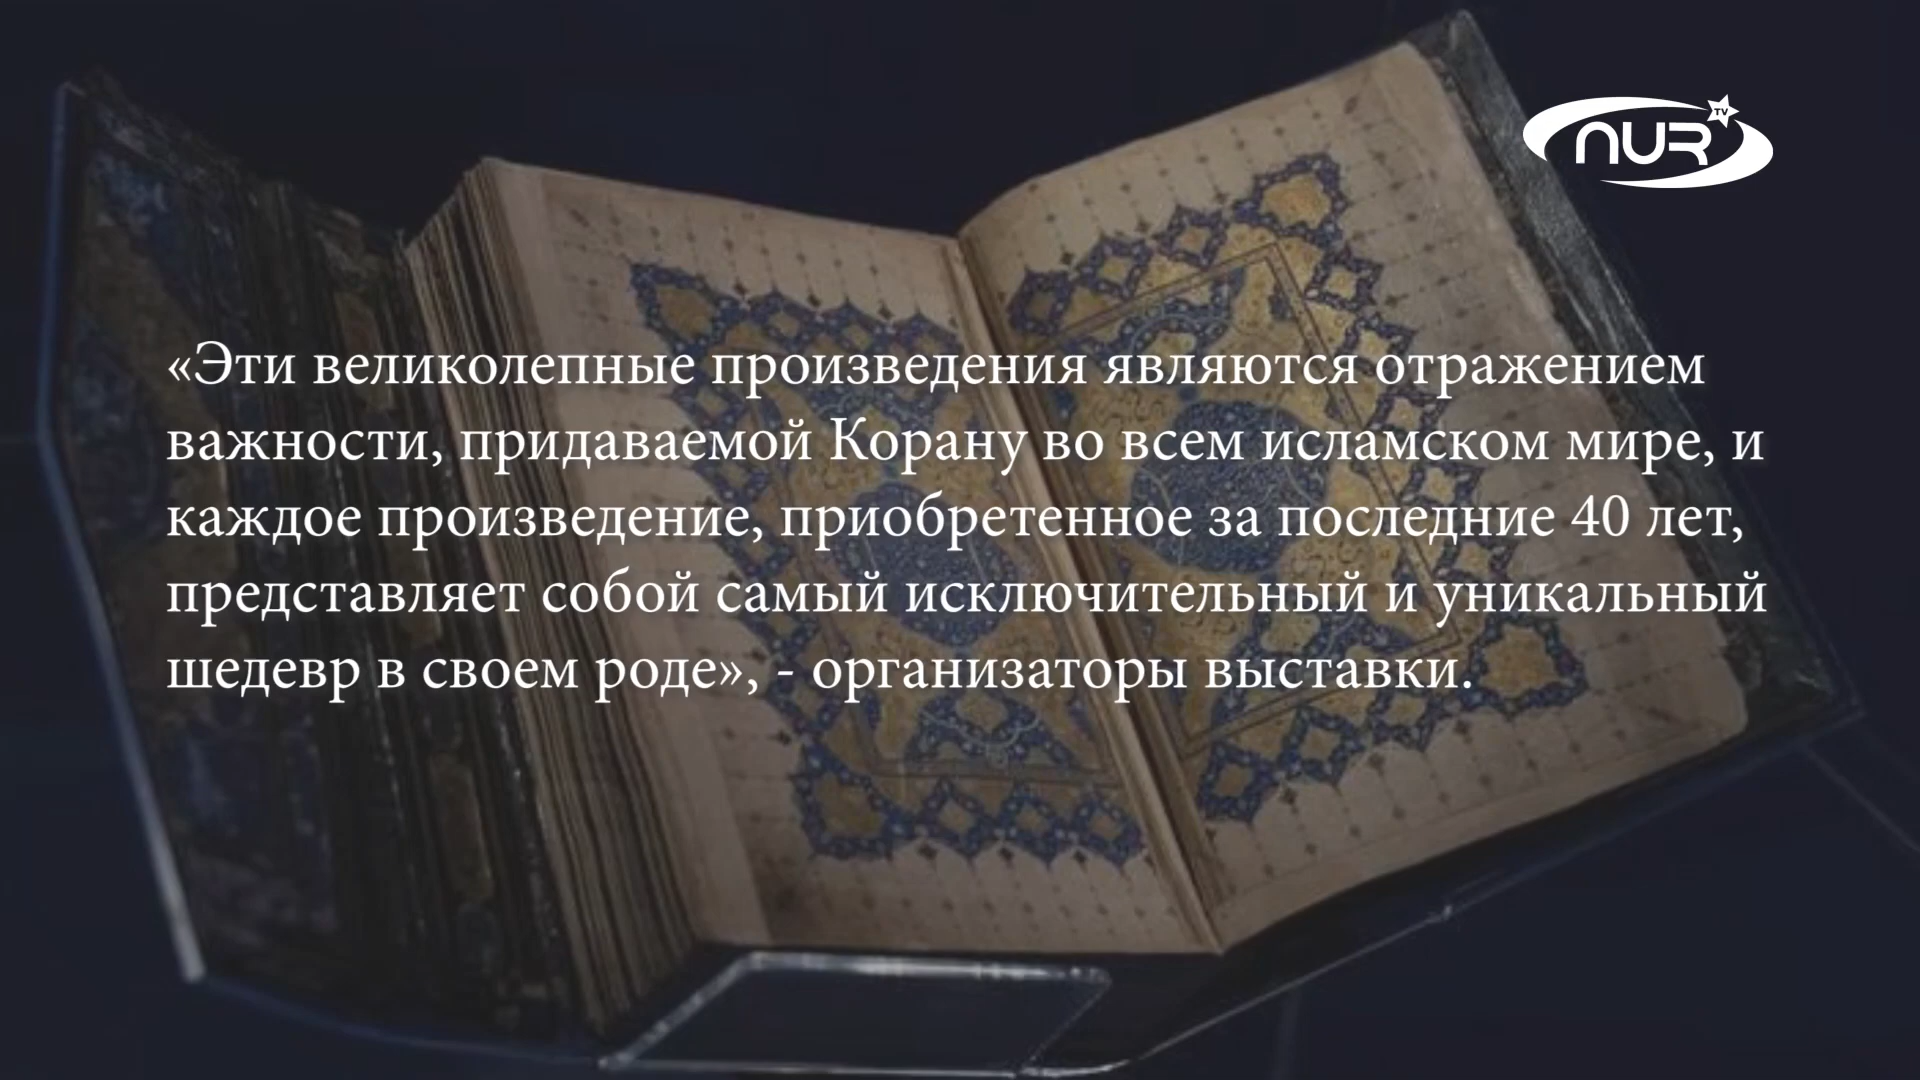 NUR TV
«Эти великолепные произведения являются отражением
важности, придаваемой Корану во всем исламском мире, и
каждое произведение, приобретенное за последние 40 лет,
представляет собой самый исключительный и уникальный
шедевр в своем роде», - организаторы выставки.